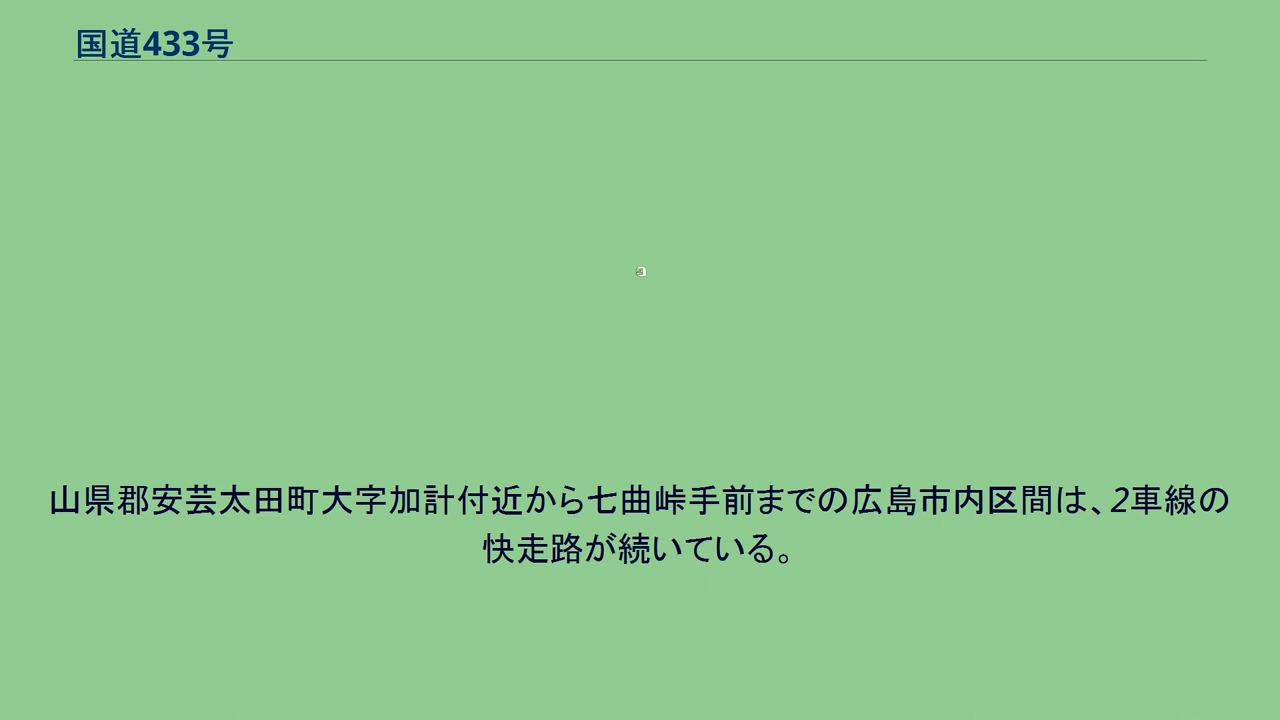 国道433号
山県郡安芸太田町大字加計付近から七曲峠手前までの広島市内区間は、2車線の
快走路が続いている。